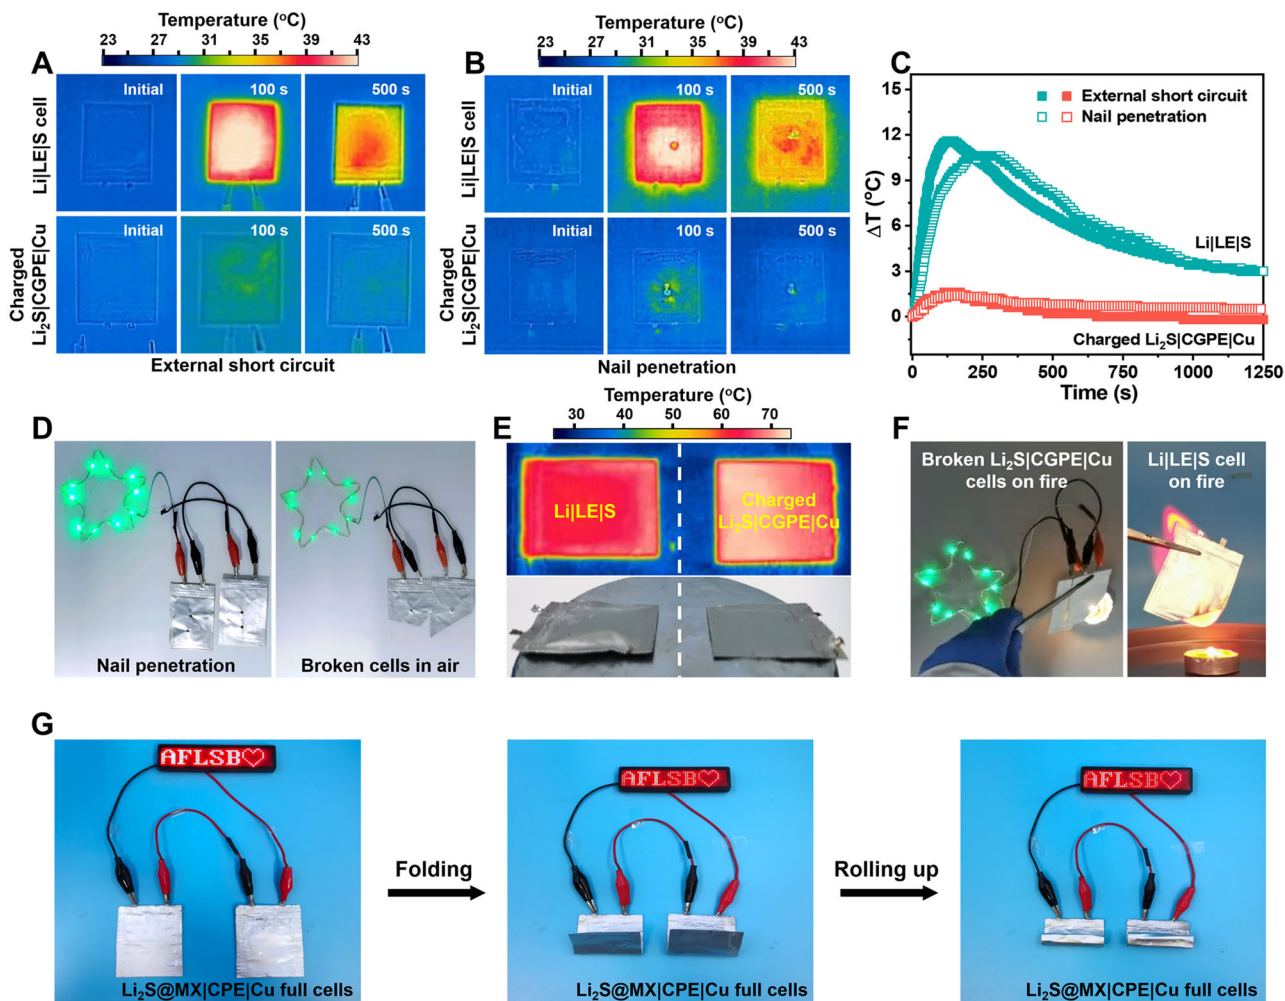 Temperature (°C)
23 27 31 35 39 43
A
Li|LE|S cell
Initial
100 s
500 s
Charged
Li₂S|CGPE|Cu
Initial
100 s
500 s
External short circuit
Temperature (°C)
23 27 31 35 39 43
B
Li|LE|S cell
Initial
100 s
500 s
Charged
Li₂S|CGPE|Cu
Initial
100 s
500 s
Nail penetration
C
External short circuit
Nail penetration
ΔT (°C)
15
12
9
6
3
0
Li|LE|S
Charged Li₂S|CGPE|Cu
0 250 500 750 1000 1250
Time (s)
D
Nail penetration
Broken cells in air
Temperature (°C)
30 40 50 60 70
E
Li|LE|S
Charged
Li₂S|CGPE|Cu
F
Broken Li₂S|CGPE|Cu
cells on fire
Li|LE|S cell
on fire
G
AFLSB♡
Li₂S@MX|CPE|Cu full cells
Folding
AFLSB♡
Li₂S@MX|CPE|Cu full cells
Rolling up
AFLSB♡
Li₂S@MX|CPE|Cu full cells